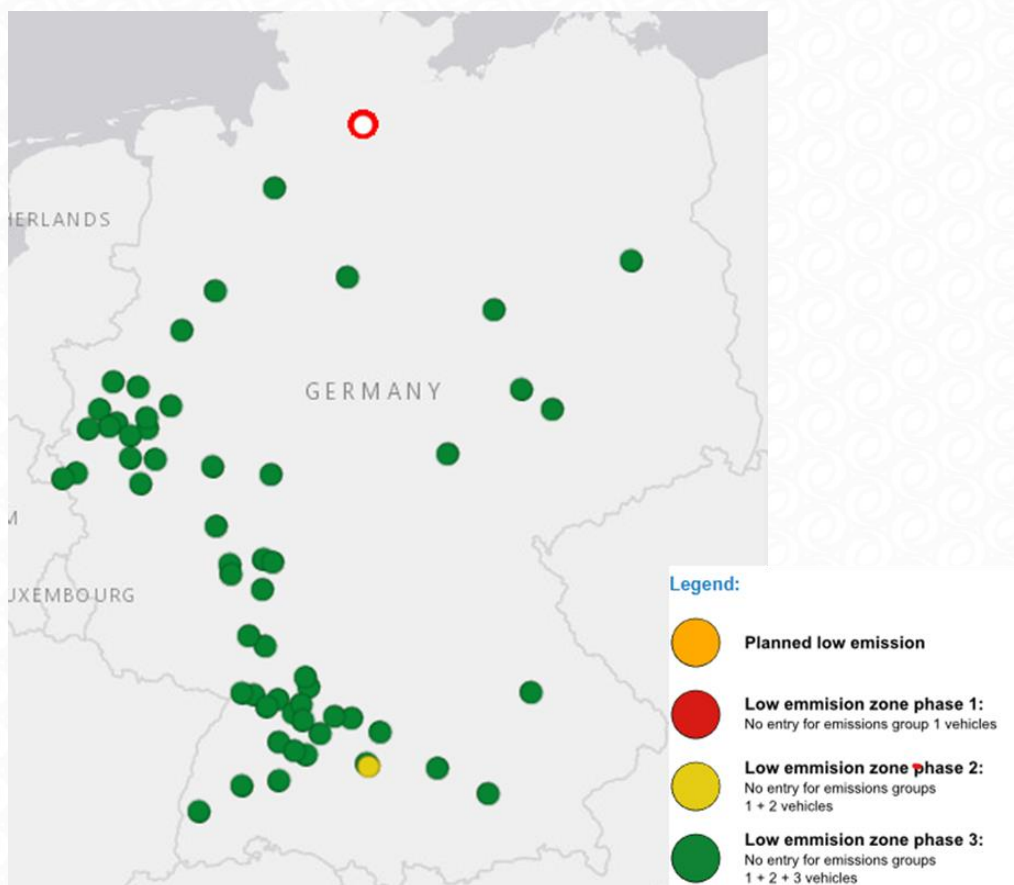 HERLANDS
GERMANY
M
UXEMBOURG
Legend:
Planned low emission
Low emmision zone phase 1:
No entry for emissions group 1 vehicles
Low emmision zone phase 2:
No entry for emissions groups
1 + 2 vehicles
Low emmision zone phase 3:
No entry for emissions groups
1 + 2 + 3 vehicles